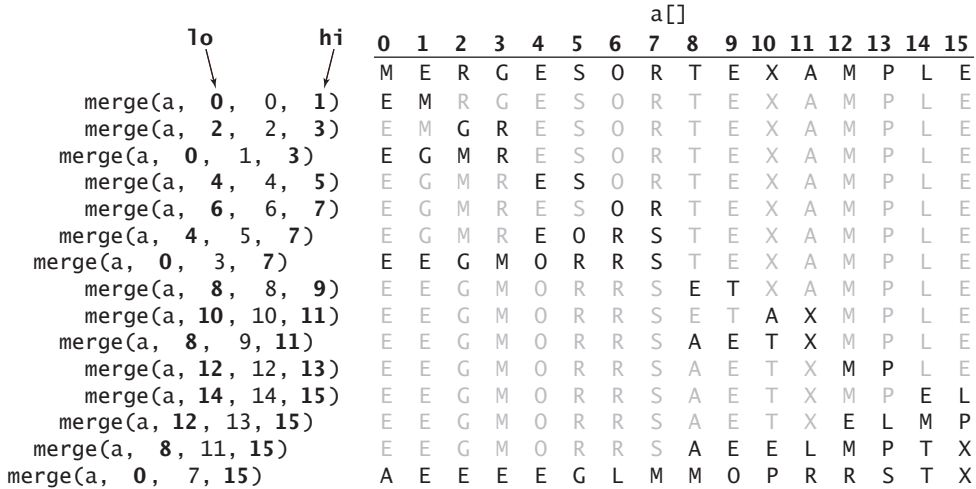 a[]
lo hi 0 1 2 3 4 5 6 7 8 9 10 11 12 13 14 15
M E R G E S O R T E X A M P L E
merge(a, 0, 0, 1) E M R G E S O R T E X A M P L E
merge(a, 2, 2, 3) E M G R E S O R T E X A M P L E
merge(a, 0, 1, 3) E G M R E S O R T E X A M P L E
merge(a, 4, 4, 5) E G M R E S O R T E X A M P L E
merge(a, 6, 6, 7) E G M R E S O R T E X A M P L E
merge(a, 4, 5, 7) E G M R E O R S T E X A M P L E
merge(a, 0, 3, 7) E E G M O R R S T E X A M P L E
merge(a, 8, 8, 9) E E G M O R R S E T X A M P L E
merge(a, 10, 10, 11) E E G M O R R S E T A X M P L E
merge(a, 8, 9, 11) E E G M O R R S A E T X M P L E
merge(a, 12, 12, 13) E E G M O R R S A E T X M P L E
merge(a, 14, 14, 15) E E G M O R R S A E T X M P E L
merge(a, 12, 13, 15) E E G M O R R S A E T X E L M P
merge(a, 8, 11, 15) E E G M O R R S A E E L M P T X
merge(a, 0, 7, 15) A E E E E G L M M O P R R S T X